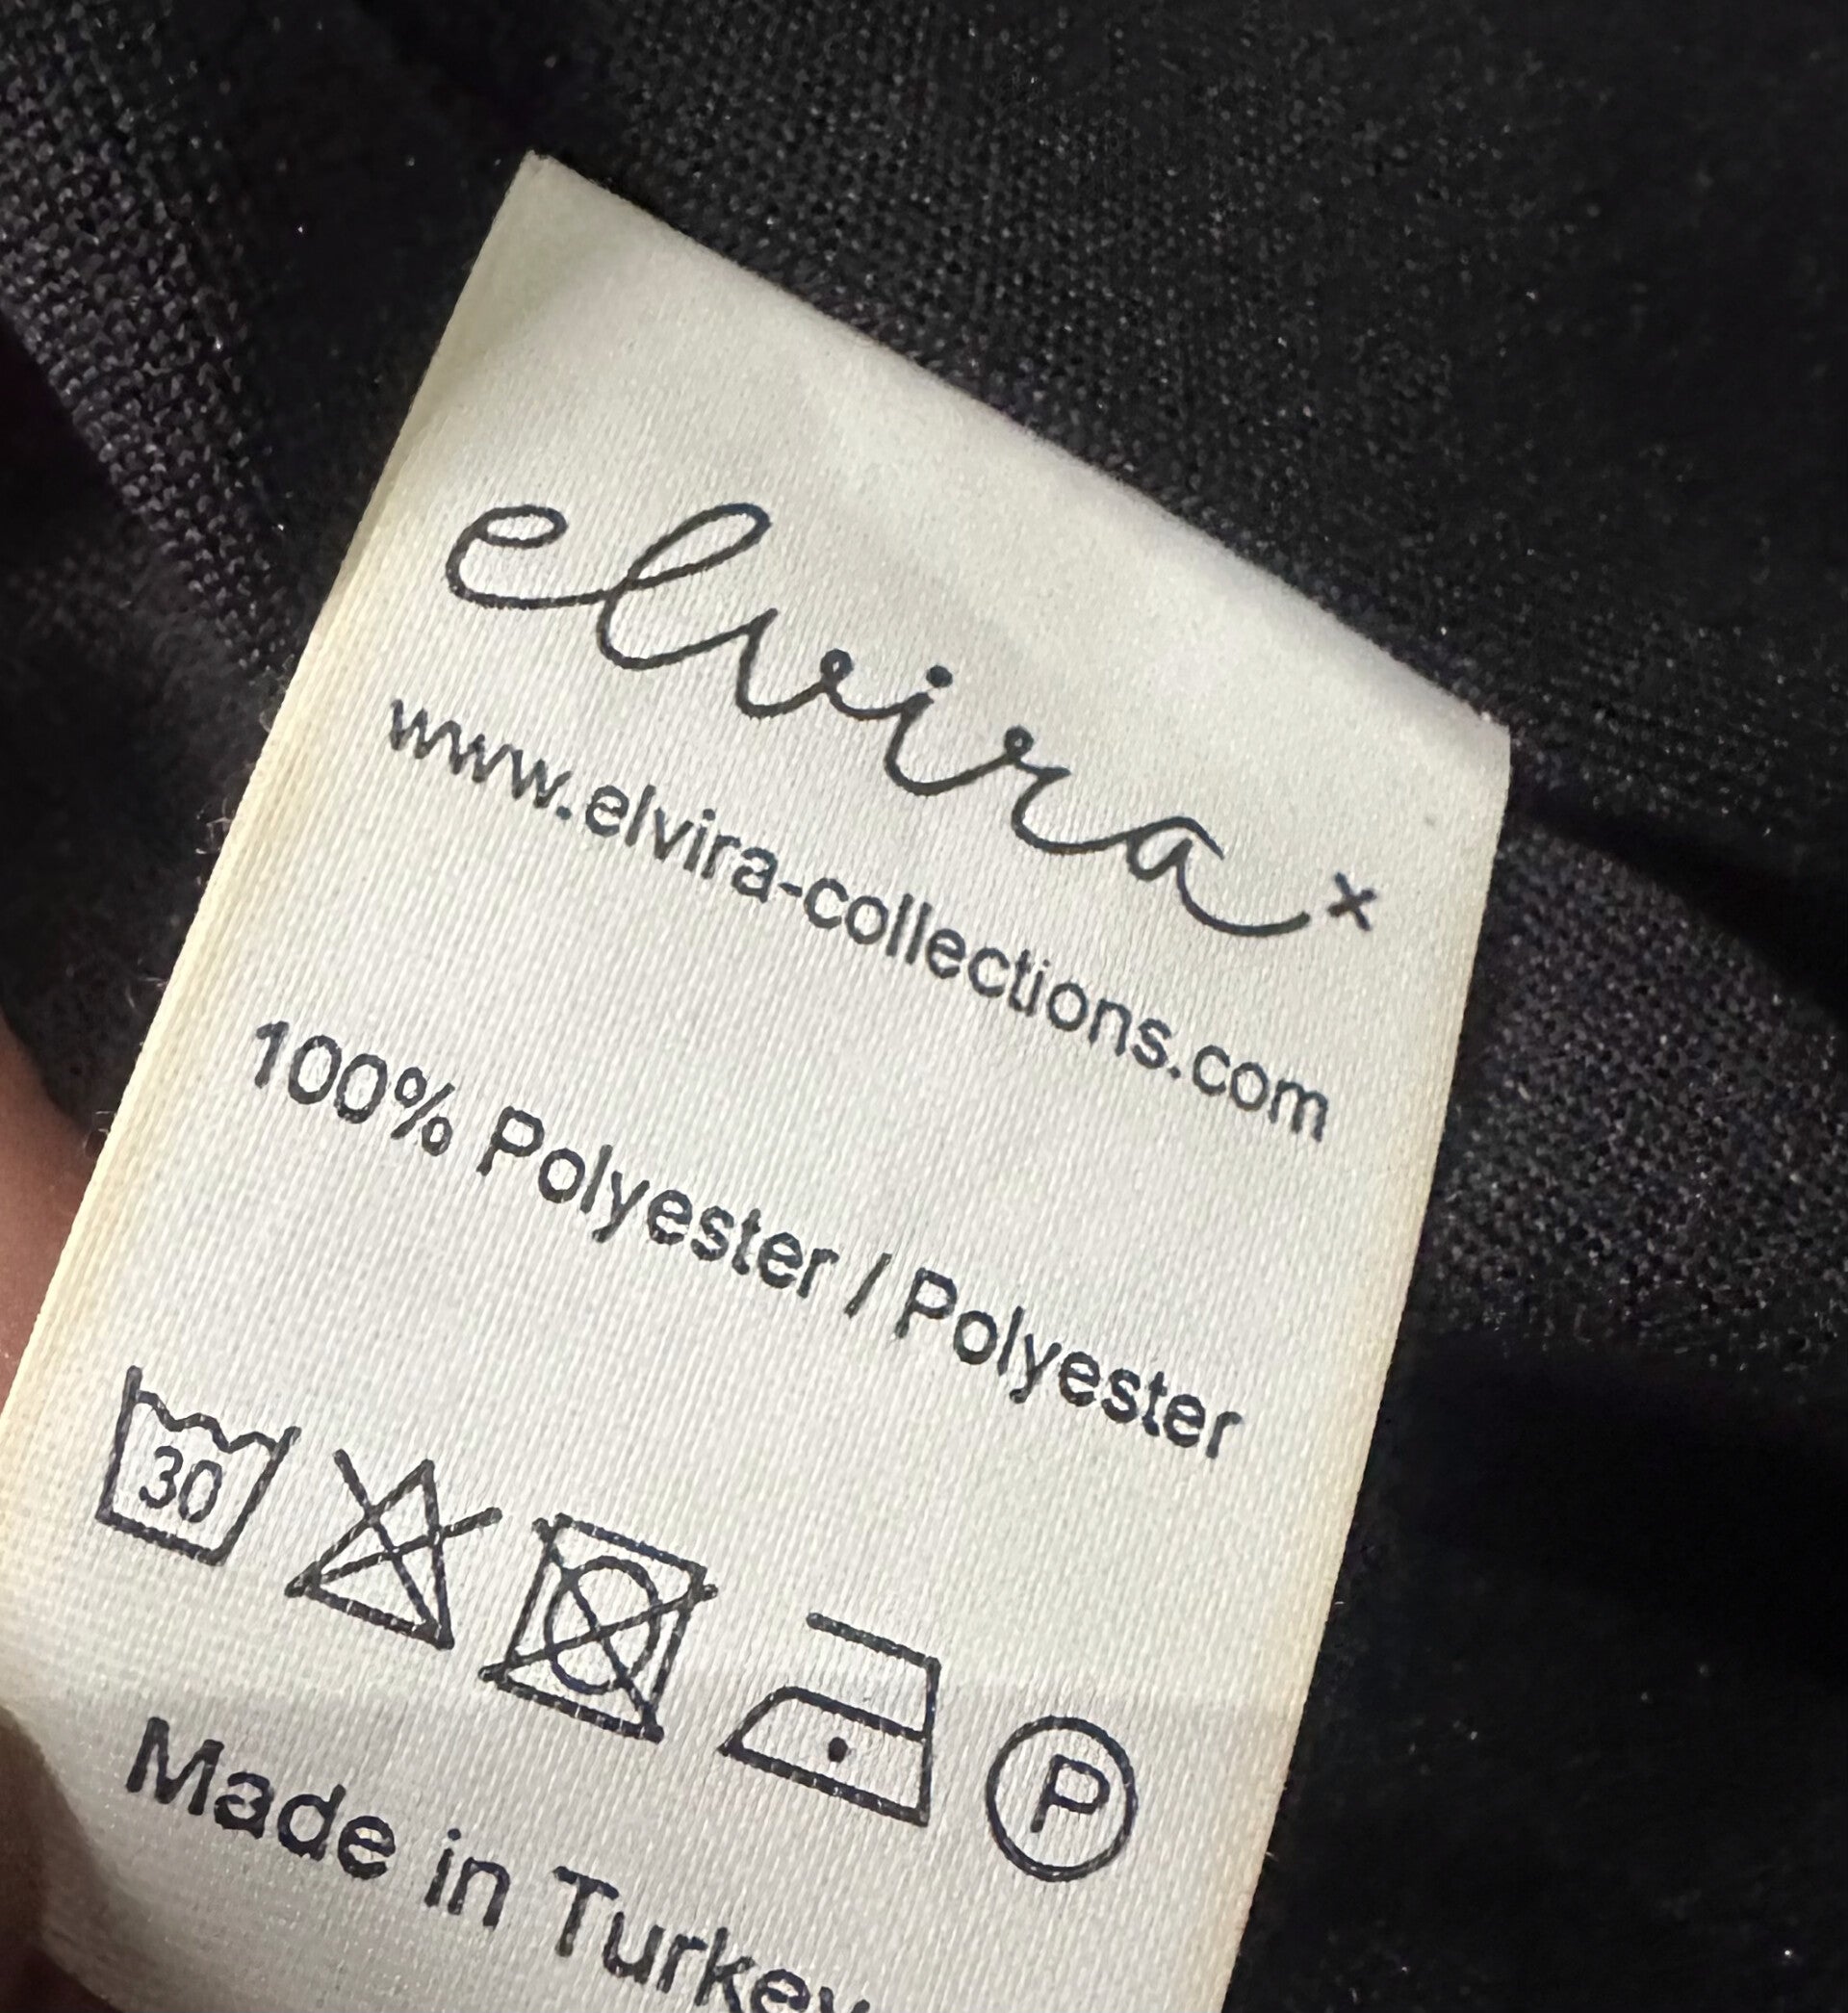 elvira x
www.elvira-collections.com
100% Polyester / Polyester
30
P
Made in Turkey